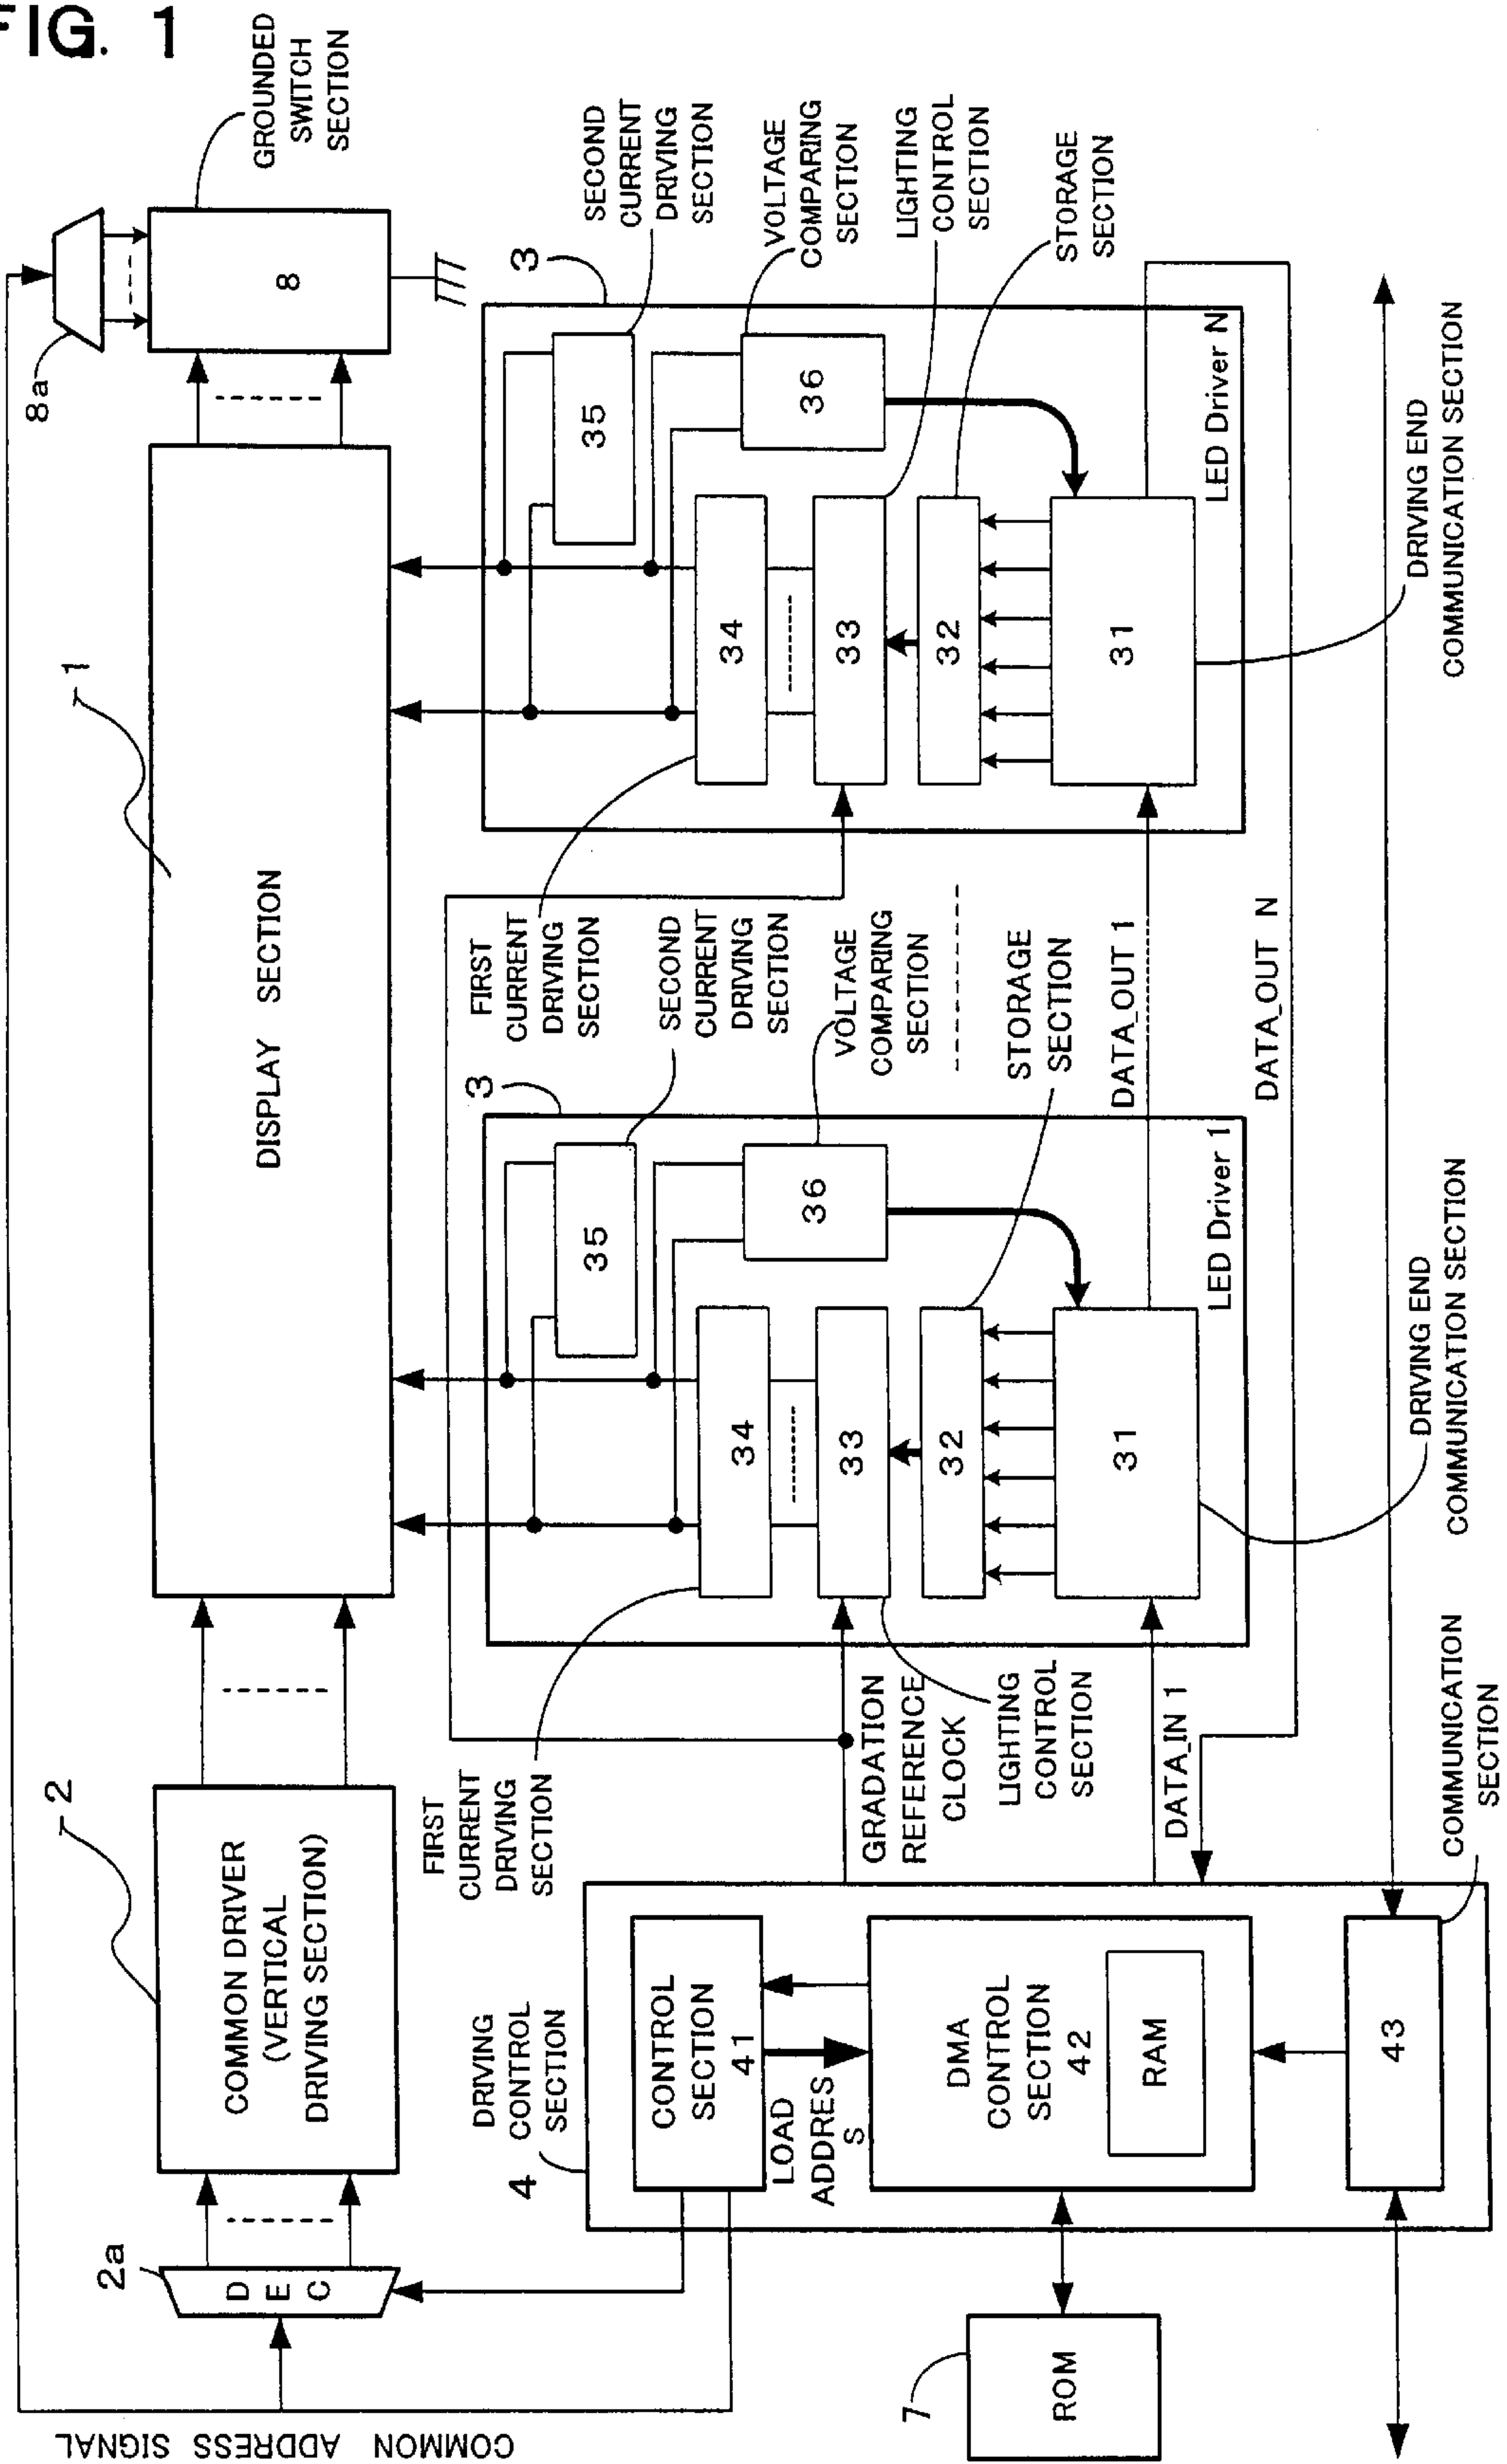 FIG. 1
COMMON ADDRESS SIGNAL
2a
D E C
2
COMMON DRIVER
(VERTICAL
DRIVING SECTION)
1
DISPLAY SECTION
8a
8
GROUNDED
SWITCH
SECTION
4
DRIVING
CONTROL
SECTION
CONTROL
SECTION
41
LOAD
ADDRES
S
DMA
CONTROL
SECTION
42
RAM
43
COMMUNICATION
SECTION
7
ROM
FIRST
CURRENT
DRIVING
SECTION
GRADATION
REFERENCE
CLOCK
LIGHTING
CONTROL
SECTION
DATA_IN 1
3
35
36
34
33
32
31
LED Driver 1
DRIVING END
COMMUNICATION SECTION
FIRST
CURRENT
DRIVING
SECTION
SECOND
CURRENT
DRIVING
SECTION
VOLTAGE
COMPARING
SECTION
STORAGE
SECTION
DATA_OUT 1
DATA_OUT N
3
35
36
34
33
32
31
LED Driver N
SECOND
CURRENT
DRIVING
SECTION
VOLTAGE
COMPARING
SECTION
LIGHTING
CONTROL
SECTION
STORAGE
SECTION
DRIVING END
COMMUNICATION SECTION